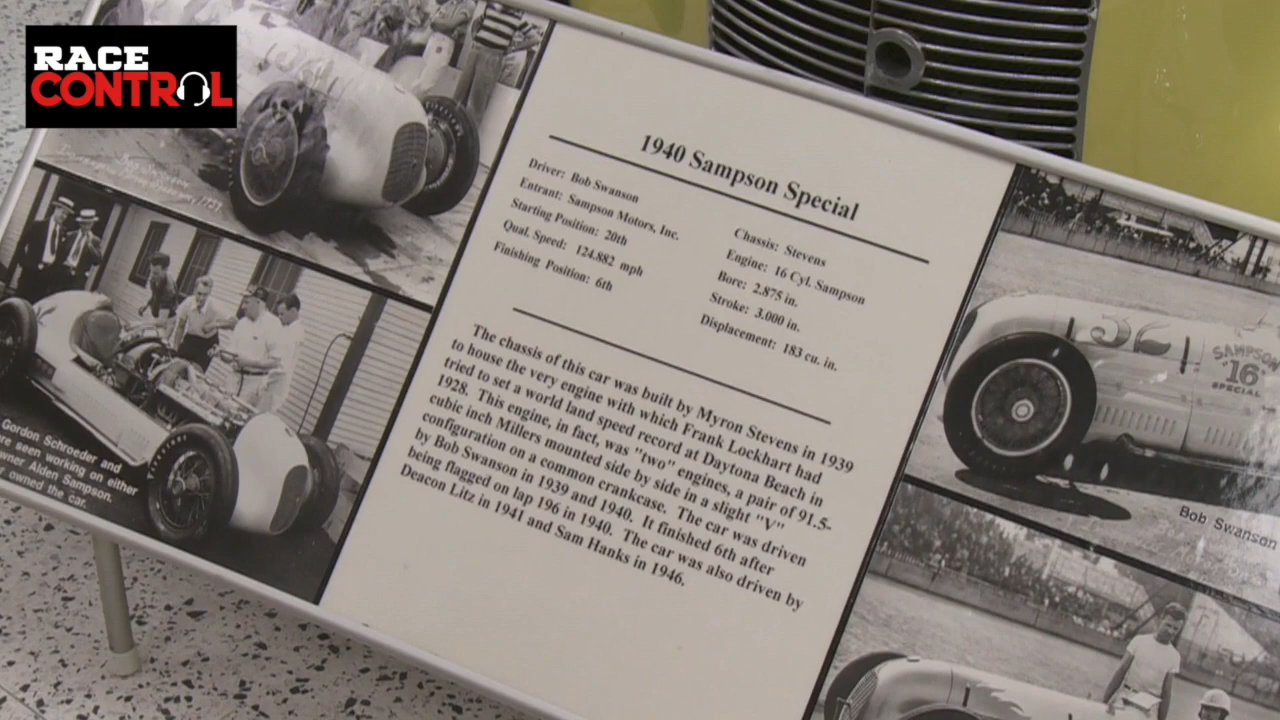 RACE
CONTROL
1940 Sampson Special
Driver: Bob Swanson
Entrant: Sampson Motors, Inc.
Starting Position: 20th
Qual. Speed: 124.882 mph
Finishing Position: 6th
Chassis: Stevens
Engine: 16 Cyl. Sampson
Bore: 2.875 in.
Stroke: 3.000 in.
Displacement: 183 cu. in.
The chassis of this car was built by Myron Stevens in 1939
to house the very engine with which Frank Lockhart had
tried to set a world land speed record at Daytona Beach in
1928. This engine, in fact, was "two" engines, a pair of 91.5-
cubic inch Millers mounted side by side in a slight "V"
configuration on a common crankcase. The car was driven
by Bob Swanson in 1939 and 1940. It finished 6th after
being flagged on lap 196 in 1940. The car was also driven by
Deacon Litz in 1941 and Sam Hanks in 1946.
Gordon Schroeder and
re seen working on either
wner Alden Sampson.
owned the car.
32
SAMPSON
"16"
SPECIAL
Bob Swanson